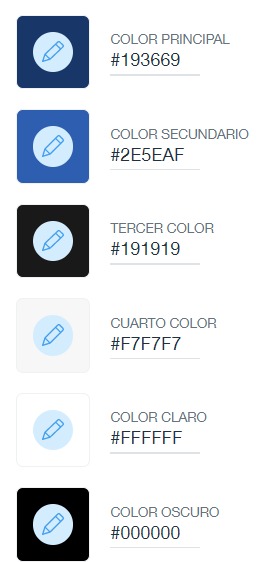 COLOR PRINCIPAL
#193669
COLOR SECUNDARIO
#2E5EAF
TERCER COLOR
#191919
CUARTO COLOR
#F7F7F7
COLOR CLARO
#FFFFFF
COLOR OSCURO
#000000